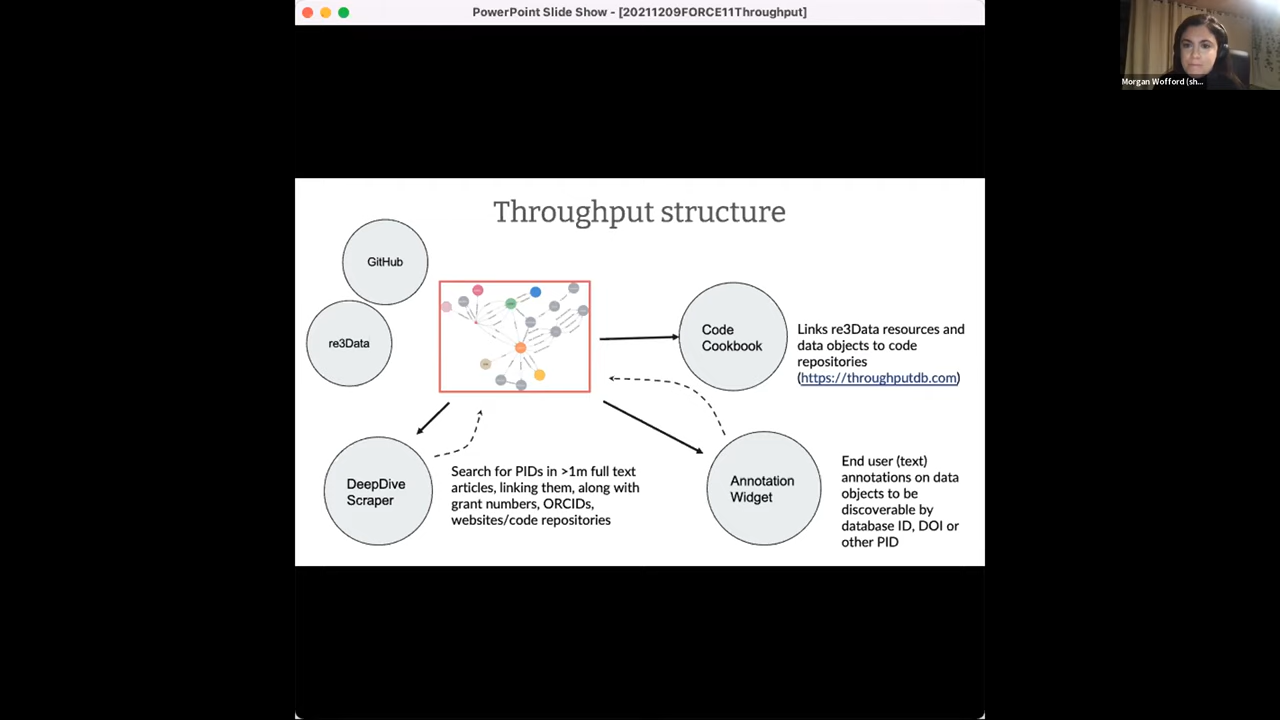 PowerPoint Slide Show - [20211209FORCE11Throughput]
Morgan Wofford (sh...
Throughput structure
GitHub
re3Data
Code
Cookbook
Links re3Data resources and
data objects to code
repositories
(https://throughputdb.com)
DeepDive
Scraper
Search for PIDs in >1m full text
articles, linking them, along with
grant numbers, ORCIDs,
websites/code repositories
Annotation
Widget
End user (text)
annotations on data
objects to be
discoverable by
database ID, DOI or
other PID